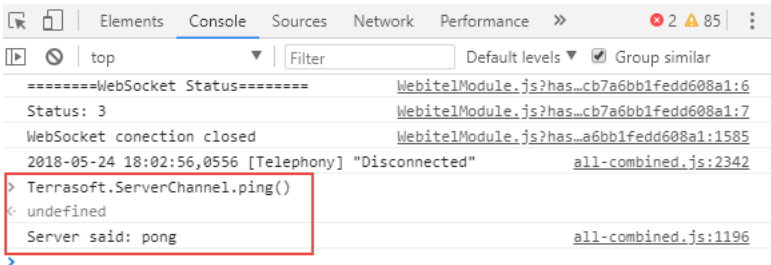 Elements Console Sources Network Performance » 2 85
top Filter Default levels Group similar
========WebSocket Status======== WebitelModule.js?has…cb7a6bb1fedd608a1:6
Status: 3 WebitelModule.js?has…cb7a6bb1fedd608a1:7
WebSocket conection closed WebitelModule.js?has…a6bb1fedd608a1:1585
2018-05-24 18:02:56,0556 [Telephony] "Disconnected" all-combined.js:2342
> Terrasoft.ServerChannel.ping()
undefined
Server said: pong all-combined.js:1196
>